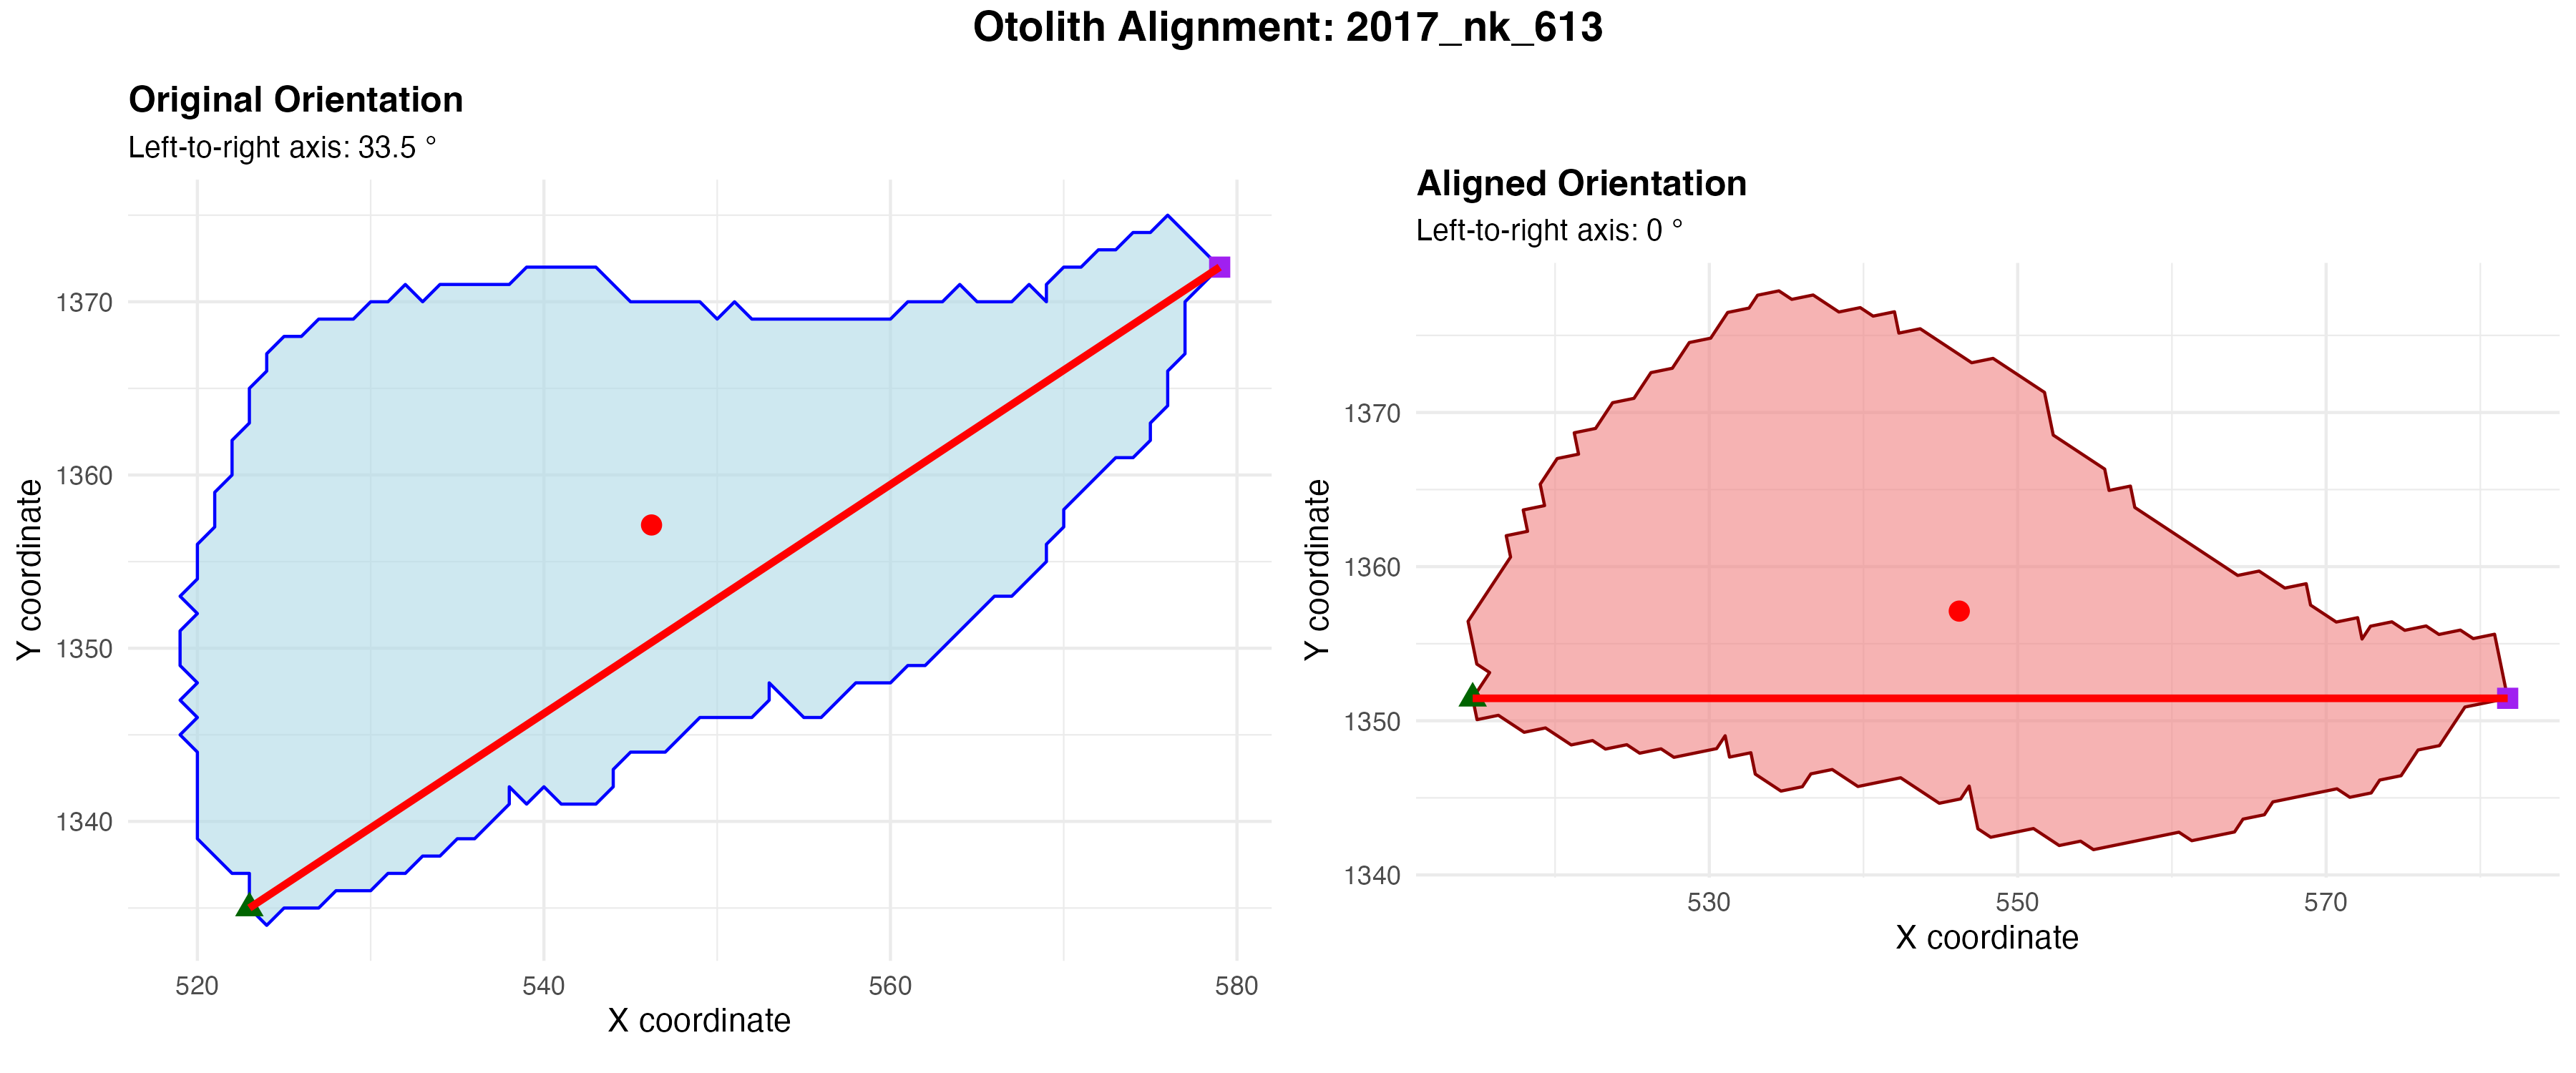 Otolith Alignment: 2017_nk_613
Original Orientation
Left-to-right axis: 33.5 °
1370
1360
1350
1340
Y coordinate
520
540
560
580
X coordinate
Aligned Orientation
Left-to-right axis: 0 °
1370
1360
1350
1340
Y coordinate
530
550
570
X coordinate